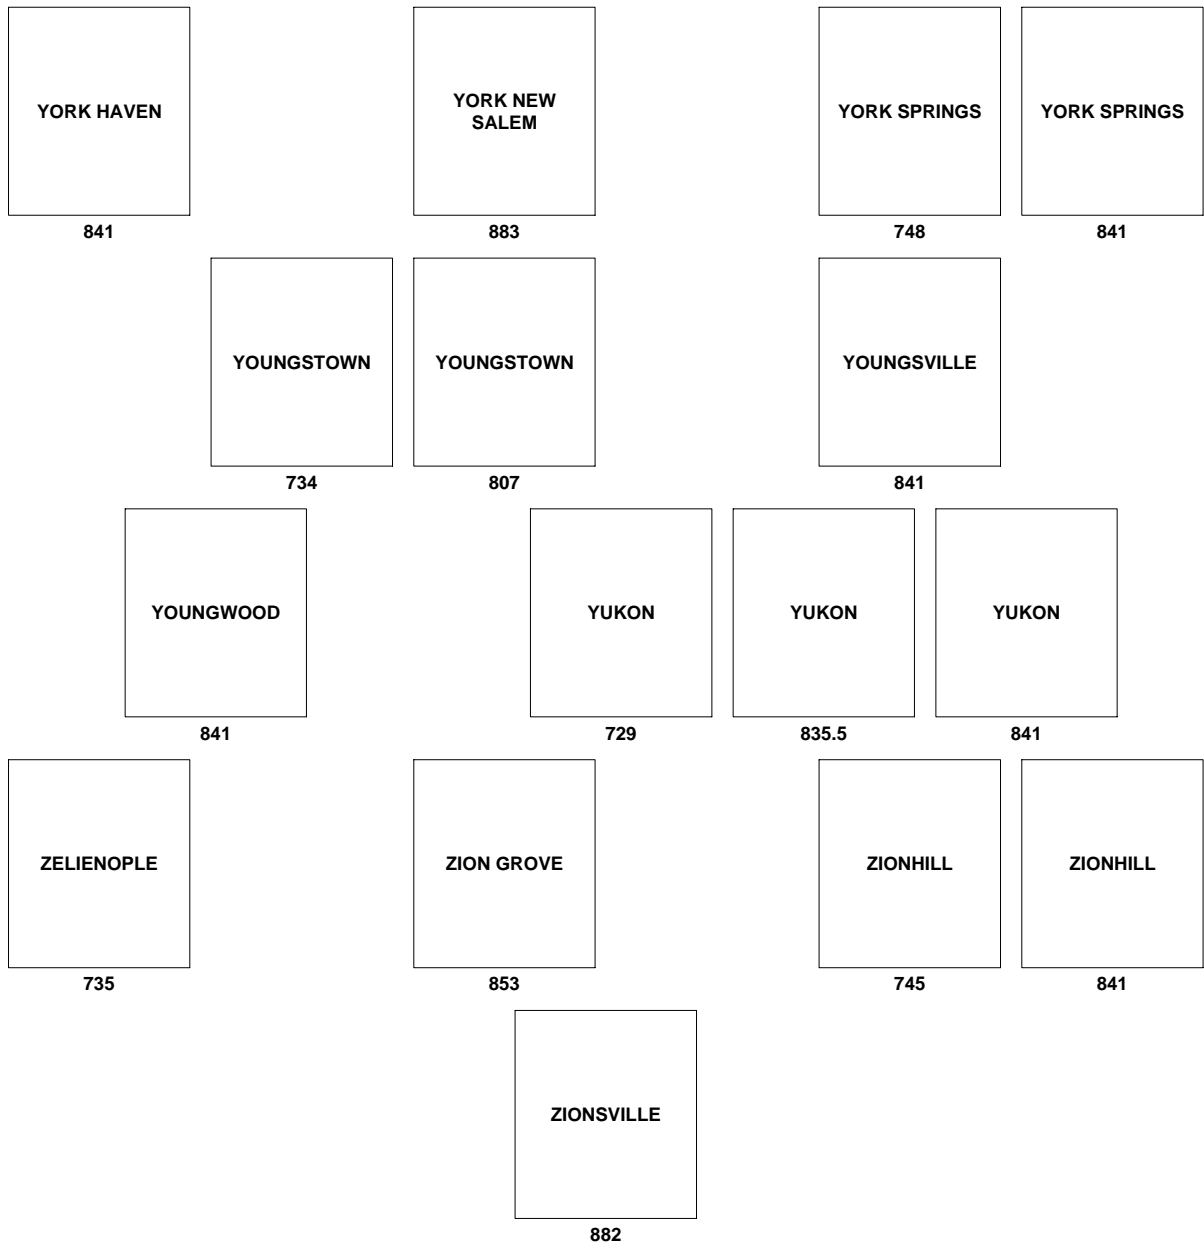 YORK HAVEN
841
YORK NEW
SALEM
883
YORK SPRINGS
748
YORK SPRINGS
841
YOUNGSTOWN
734
YOUNGSTOWN
807
YOUNGSVILLE
841
YOUNGWOOD
841
YUKON
729
YUKON
835.5
YUKON
841
ZELIENOPLE
735
ZION GROVE
853
ZIONHILL
745
ZIONHILL
841
ZIONSVILLE
882